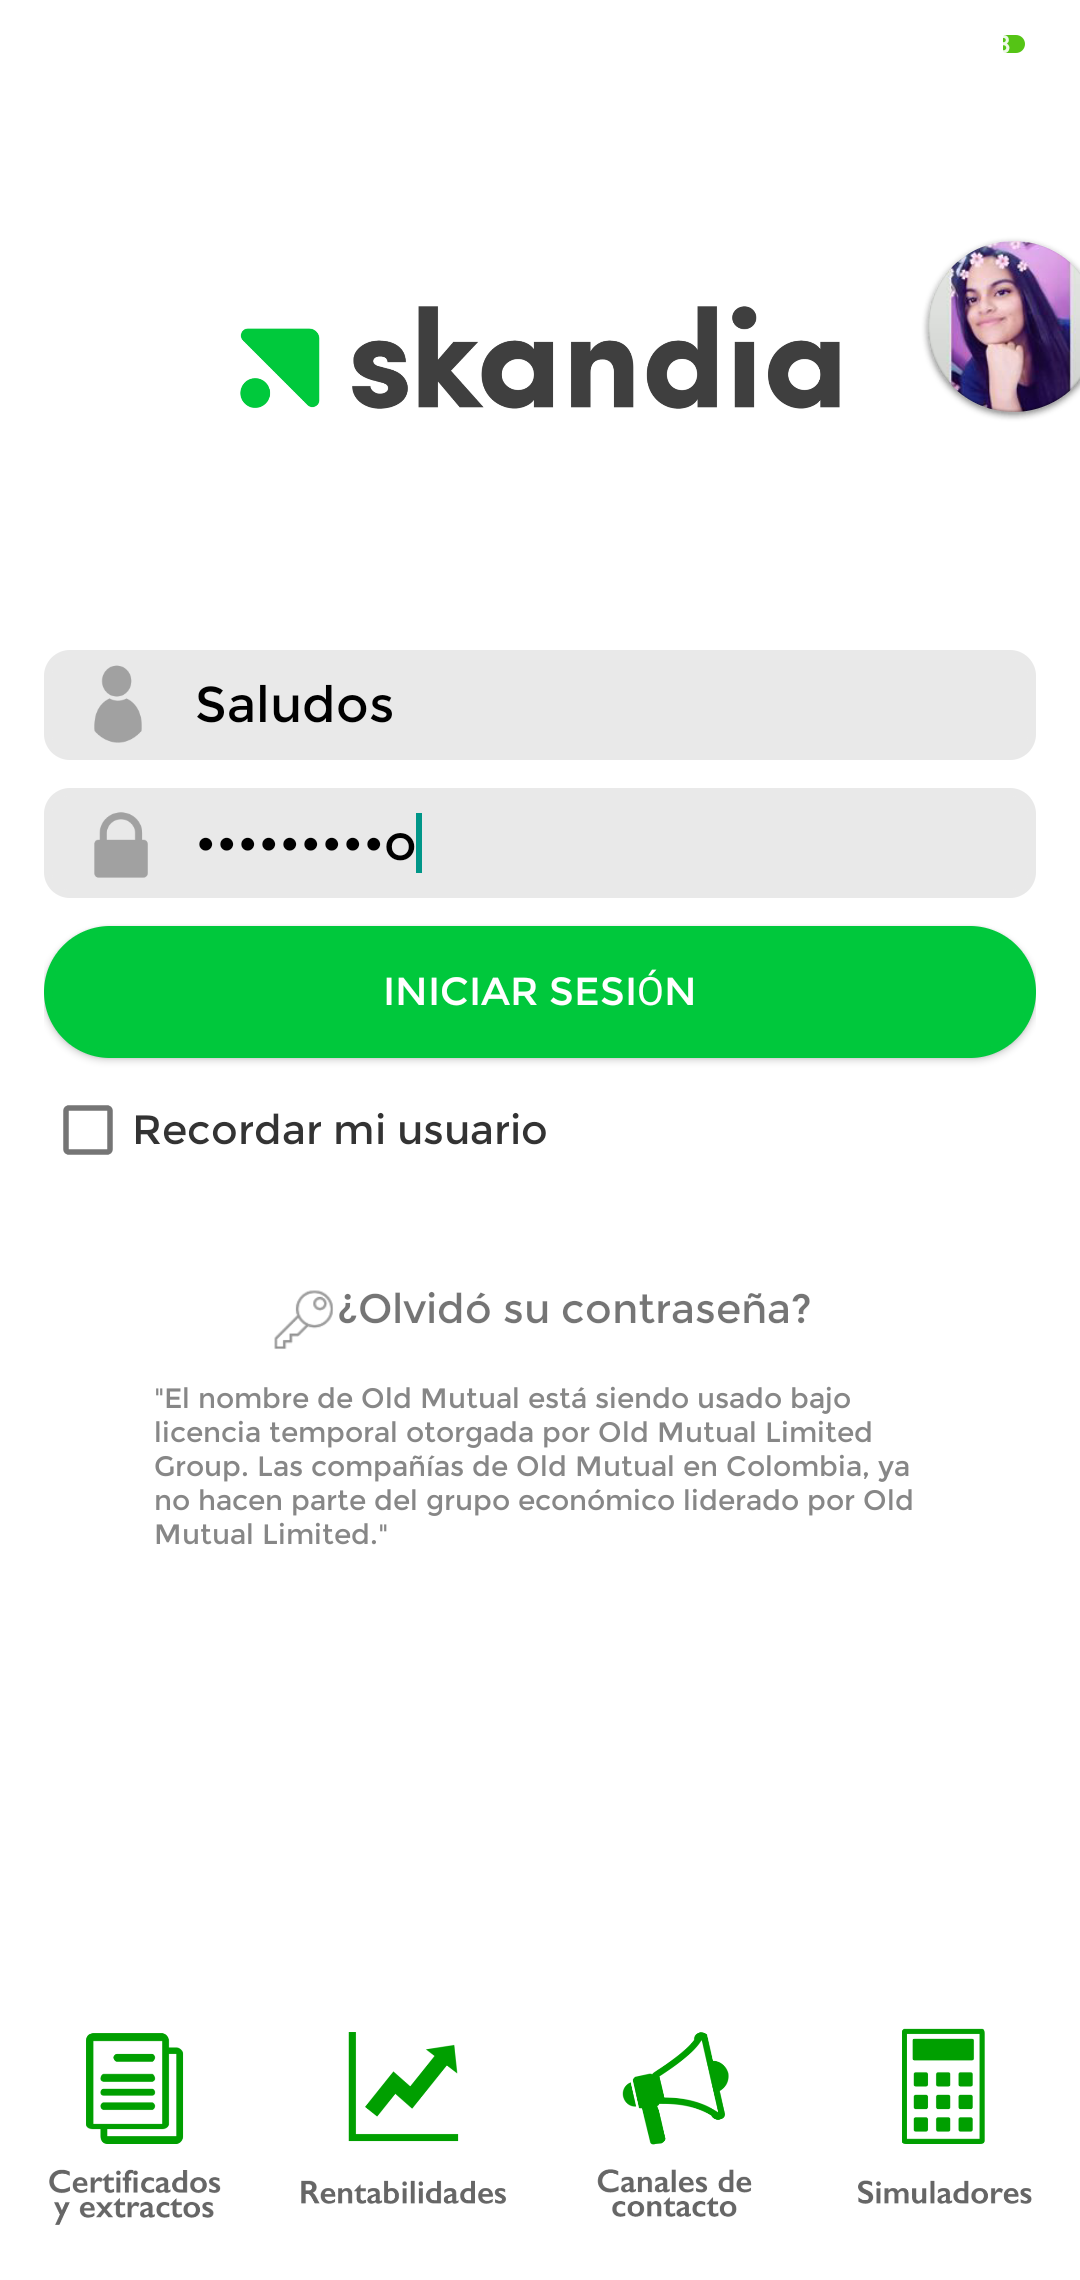 skandia
Saludos
•••••••••o
INICIAR SESIÓN
Recordar mi usuario
¿Olvidó su contraseña?
"El nombre de Old Mutual está siendo usado bajo
licencia temporal otorgada por Old Mutual Limited
Group. Las compañías de Old Mutual en Colombia, ya
no hacen parte del grupo económico liderado por Old
Mutual Limited."
Certificados
y extractos
Rentabilidades
Canales de
contacto
Simuladores